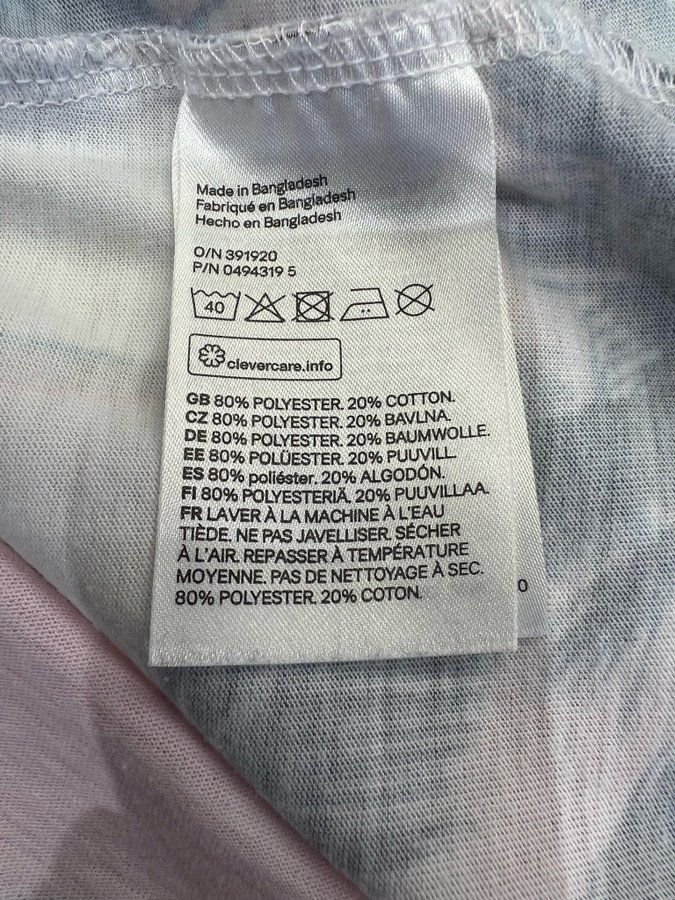 Made in Bangladesh
Fabriqué en Bangladesh
Hecho en Bangladesh
O/N 391920
P/N 0494319 5
40
clevercare.info
GB 80% POLYESTER. 20% COTTON.
CZ 80% POLYESTER. 20% BAVLNA.
DE 80% POLYESTER. 20% BAUMWOLLE.
EE 80% POLÜESTER. 20% PUUVILL.
ES 80% poliéster. 20% ALGODÓN.
FI 80% POLYESTERIÄ. 20% PUUVILLAA.
FR LAVER À LA MACHINE À L'EAU
TIÈDE. NE PAS JAVELLISER. SÉCHER
À L'AIR. REPASSER À TEMPÉRATURE
MOYENNE. PAS DE NETTOYAGE À SEC.
80% POLYESTER. 20% COTON.
0